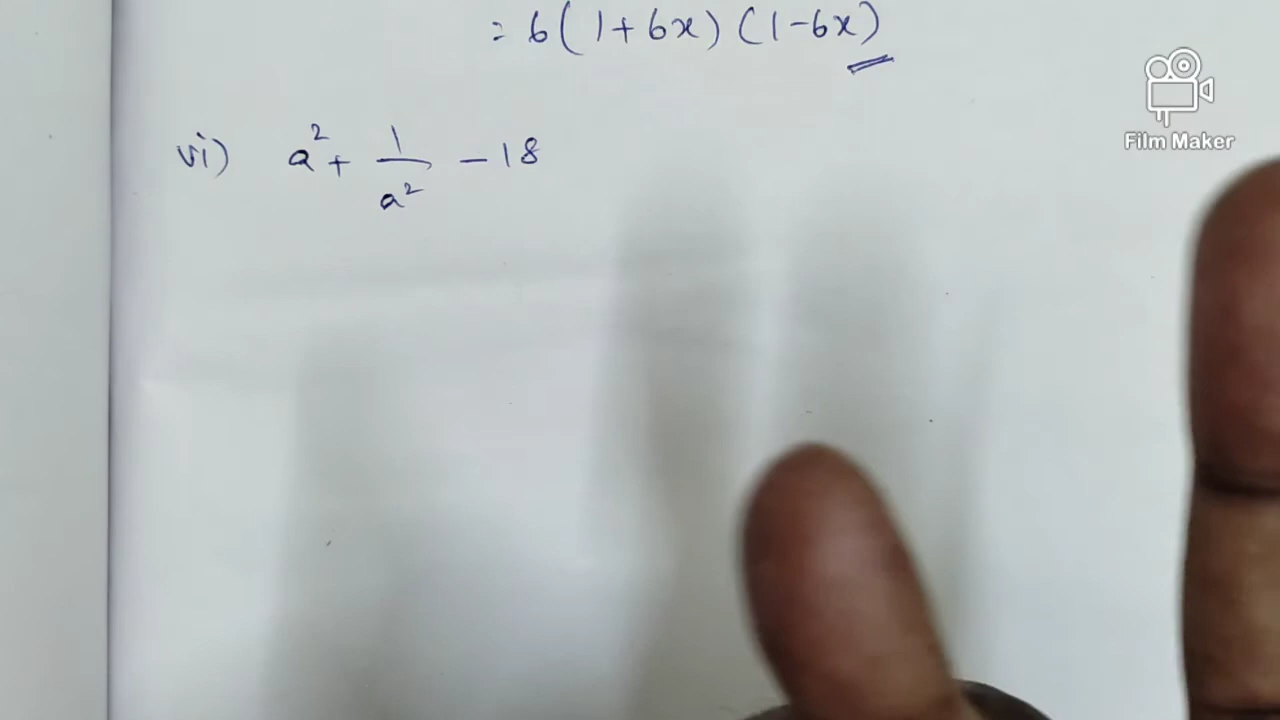 = 6(1+6x)(1-6x)
vi) a² + 1/a² - 18
Film Maker